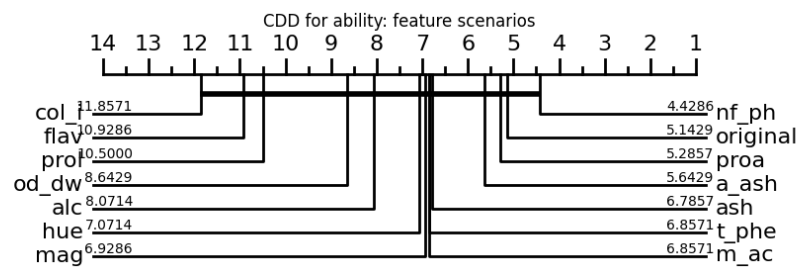 CDD for ability: feature scenarios
14 13 12 11 10 9 8 7 6 5 4 3 2 1
col_i 11.8571 4.4286 nf_ph
flav 10.9286 5.1429 original
prol 10.5000 5.2857 proa
od_dw 8.6429 5.6429 a_ash
alc 8.0714 6.7857 ash
hue 7.0714 6.8571 t_phe
mag 6.9286 6.8571 m_ac